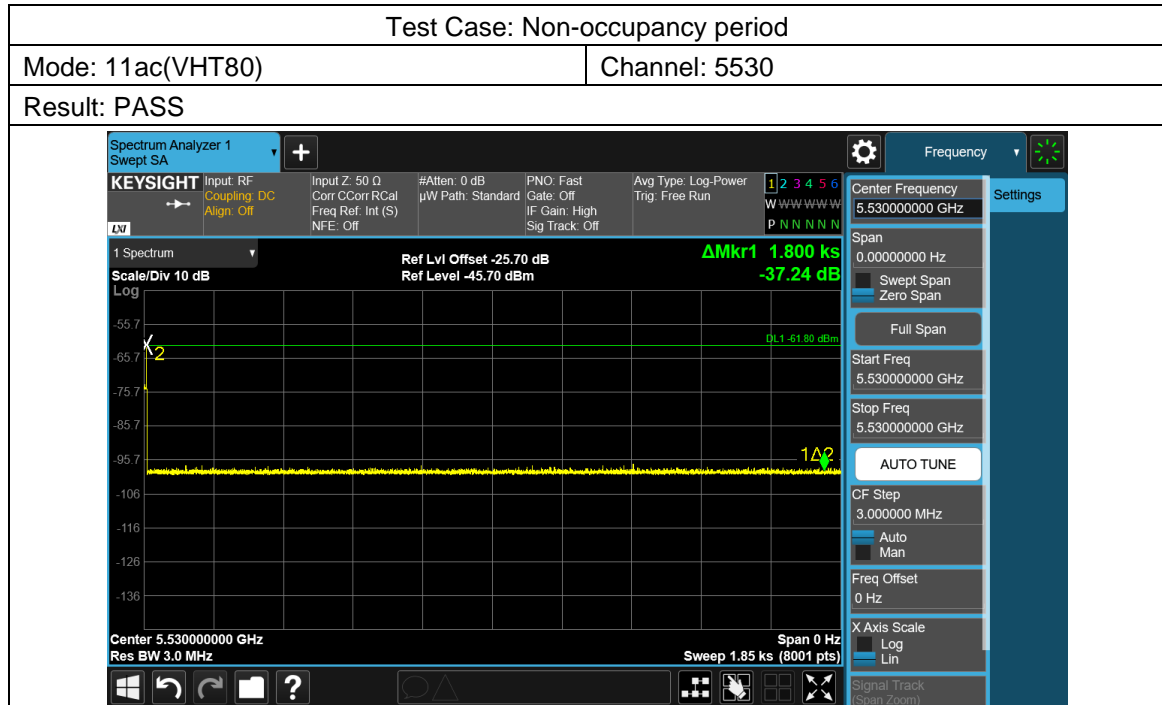 Test Case: Non-occupancy period
Mode: 11ac(VHT80)
Channel: 5530
Result: PASS
Spectrum Analyzer 1
Swept SA
Frequency
KEYSIGHT
LXI
Input: RF
Coupling: DC
Align: Off
Input Z: 50 Ω
Corr CCorr RCal
Freq Ref: Int (S)
NFE: Off
#Atten: 0 dB
µW Path: Standard
PNO: Fast
Gate: Off
IF Gain: High
Sig Track: Off
Avg Type: Log-Power
Trig: Free Run
1 2 3 4 5 6
W W W W W W
P N N N N N
1 Spectrum
Scale/Div 10 dB
Log
Ref Lvl Offset -25.70 dB
Ref Level -45.70 dBm
ΔMkr1 1.800 ks
-37.24 dB
-55.7
-65.7
-75.7
-85.7
-95.7
-106
-116
-126
-136
2
DL1 -61.80 dBm
1Δ2
Center 5.530000000 GHz
Res BW 3.0 MHz
Span 0 Hz
Sweep 1.85 ks (8001 pts)
?
Center Frequency
5.530000000 GHz
Settings
Span
0.00000000 Hz
Swept Span
Zero Span
Full Span
Start Freq
5.530000000 GHz
Stop Freq
5.530000000 GHz
AUTO TUNE
CF Step
3.000000 MHz
Auto
Man
Freq Offset
0 Hz
X Axis Scale
Log
Lin
Signal Track
(Span Zoom)